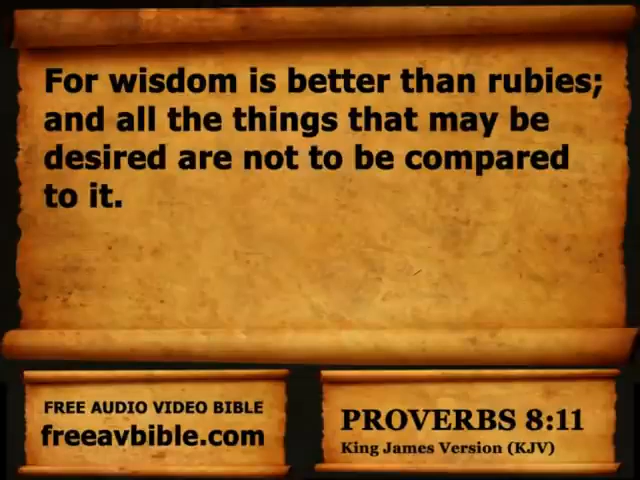 For wisdom is better than rubies;
and all the things that may be
desired are not to be compared
to it.
FREE AUDIO VIDEO BIBLE
freeavbible.com
PROVERBS 8:11
King James Version (KJV)